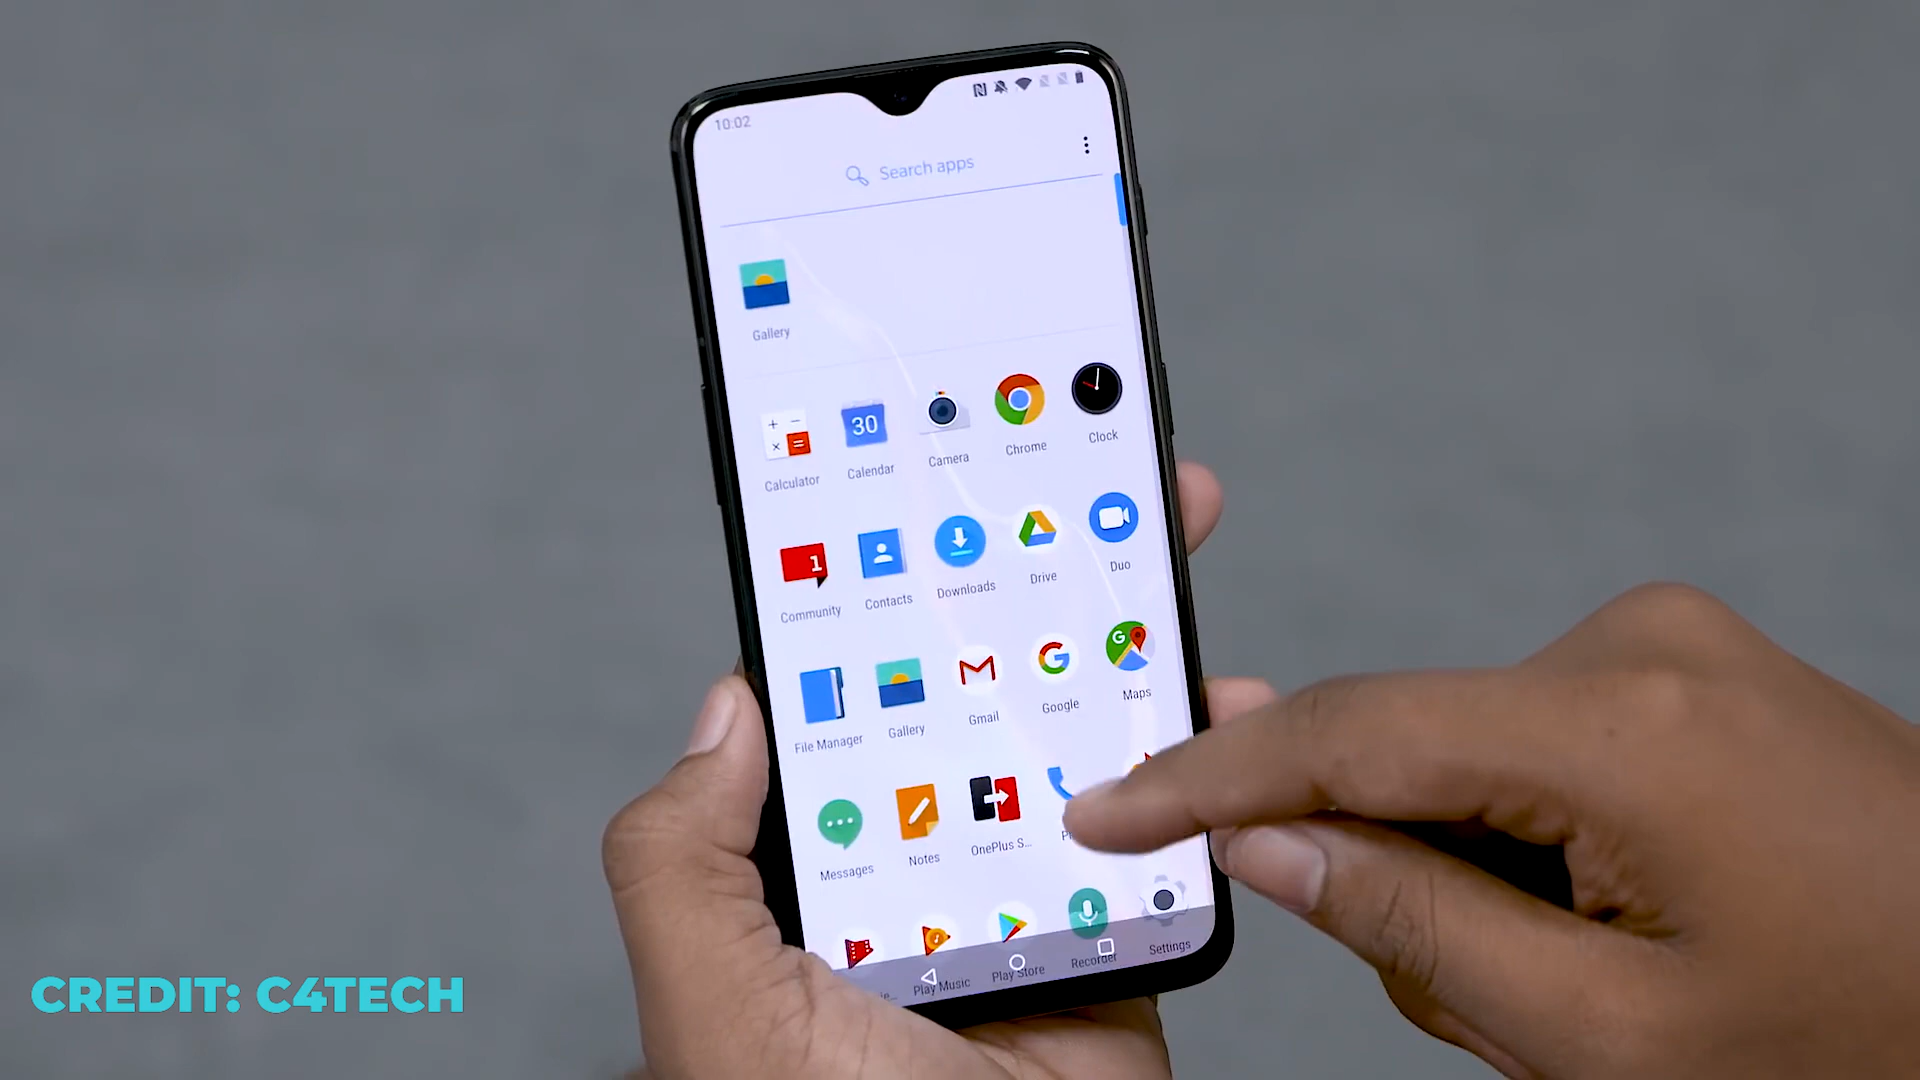 10:02
Search apps
Gallery
30
Calculator
Calendar
Camera
Chrome
Clock
1
Community
Contacts
Downloads
Drive
Duo
G
File Manager
Gallery
Gmail
Google
Maps
Messages
Notes
OnePlus S...
Play Music
Play Store
Recorder
Settings
CREDIT: C4TECH